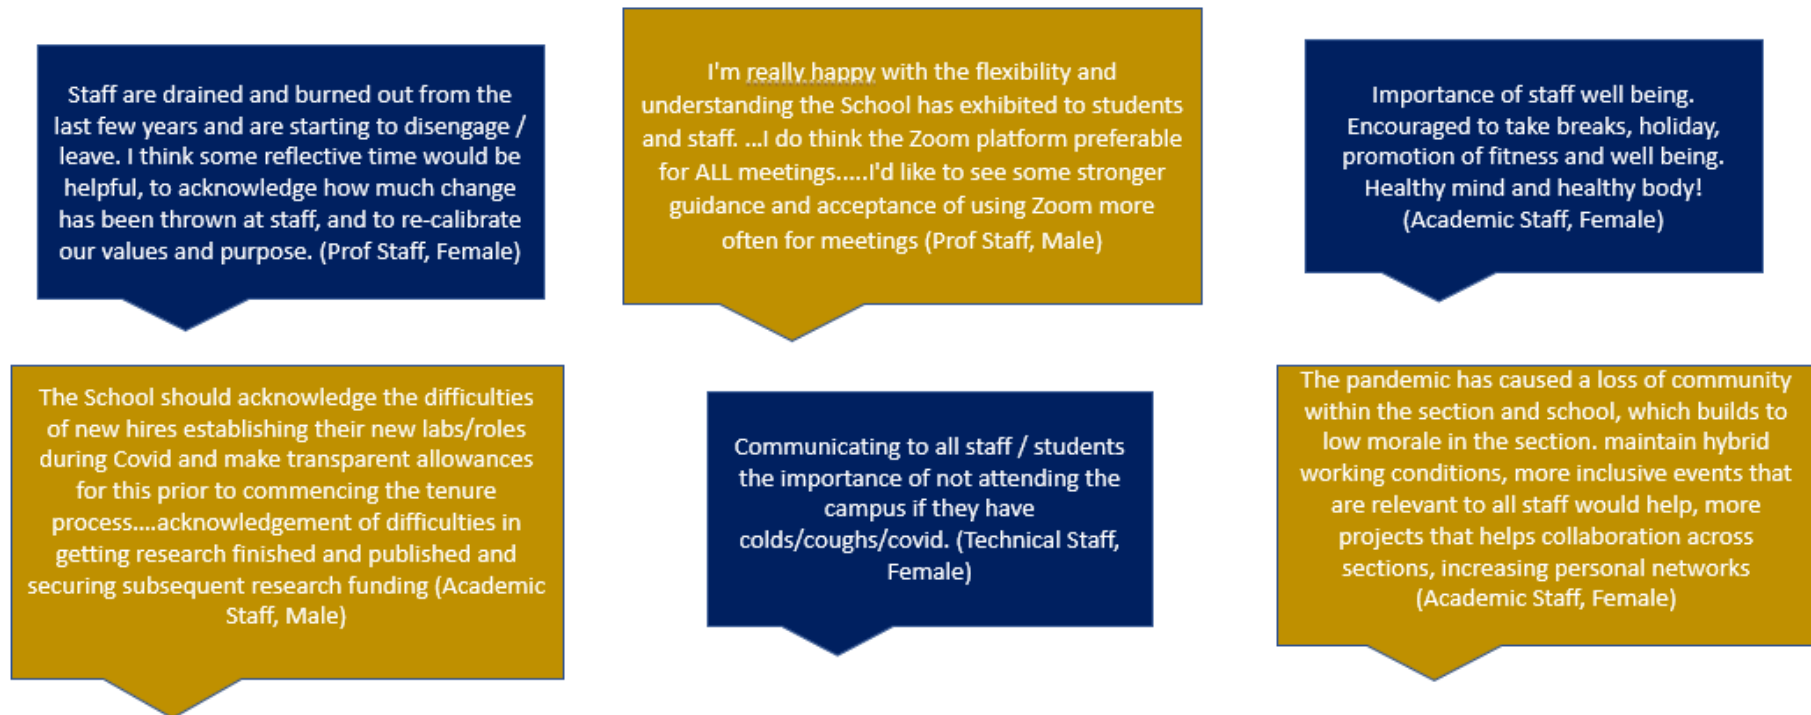 Staff are drained and burned out from the
last few years and are starting to disengage /
leave. I think some reflective time would be
helpful, to acknowledge how much change
has been thrown at staff, and to re-calibrate
our values and purpose. (Prof Staff, Female)
I'm really happy with the flexibility and
understanding the School has exhibited to students
and staff. ...I do think the Zoom platform preferable
for ALL meetings.....I'd like to see some stronger
guidance and acceptance of using Zoom more
often for meetings (Prof Staff, Male)
Importance of staff well being.
Encouraged to take breaks, holiday,
promotion of fitness and well being.
Healthy mind and healthy body!
(Academic Staff, Female)
The School should acknowledge the difficulties
of new hires establishing their new labs/roles
during Covid and make transparent allowances
for this prior to commencing the tenure
process....acknowledgement of difficulties in
getting research finished and published and
securing subsequent research funding (Academic
Staff, Male)
Communicating to all staff / students
the importance of not attending the
campus if they have
colds/coughs/covid. (Technical Staff,
Female)
The pandemic has caused a loss of community
within the section and school, which builds to
low morale in the section. maintain hybrid
working conditions, more inclusive events that
are relevant to all staff would help, more
projects that helps collaboration across
sections, increasing personal networks
(Academic Staff, Female)